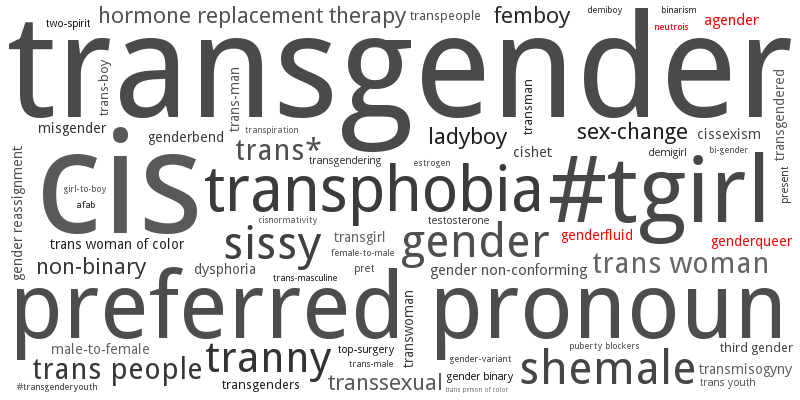 two-spirit
hormone replacement therapy
transpeople
femboy
demiboy
binarism
neutrois
agender
transgender
trans-boy
trans-man
transman
transgendered
misgender
genderbend
transpiration
trans*
transgendering
ladyboy
sex-change
cissexism
cishet
demigirl
bi-gender
estrogen
present
gender reassignment
cis
girl-to-boy
afab
transphobia
#tgirl
cisnormativity
testosterone
trans woman of color
sissy
transgirl
female-to-male
gender
genderfluid
genderqueer
non-binary
dysphoria
pret
trans-masculine
gender non-conforming
trans woman
preferred pronoun
transwoman
male-to-female
trans people
tranny
top-surgery
trans-male
gender-variant
puberty blockers
third gender
shemale
transmisogyny
#transgenderyouth
transgenders
transsexual
gender binary
trans person of color
trans youth